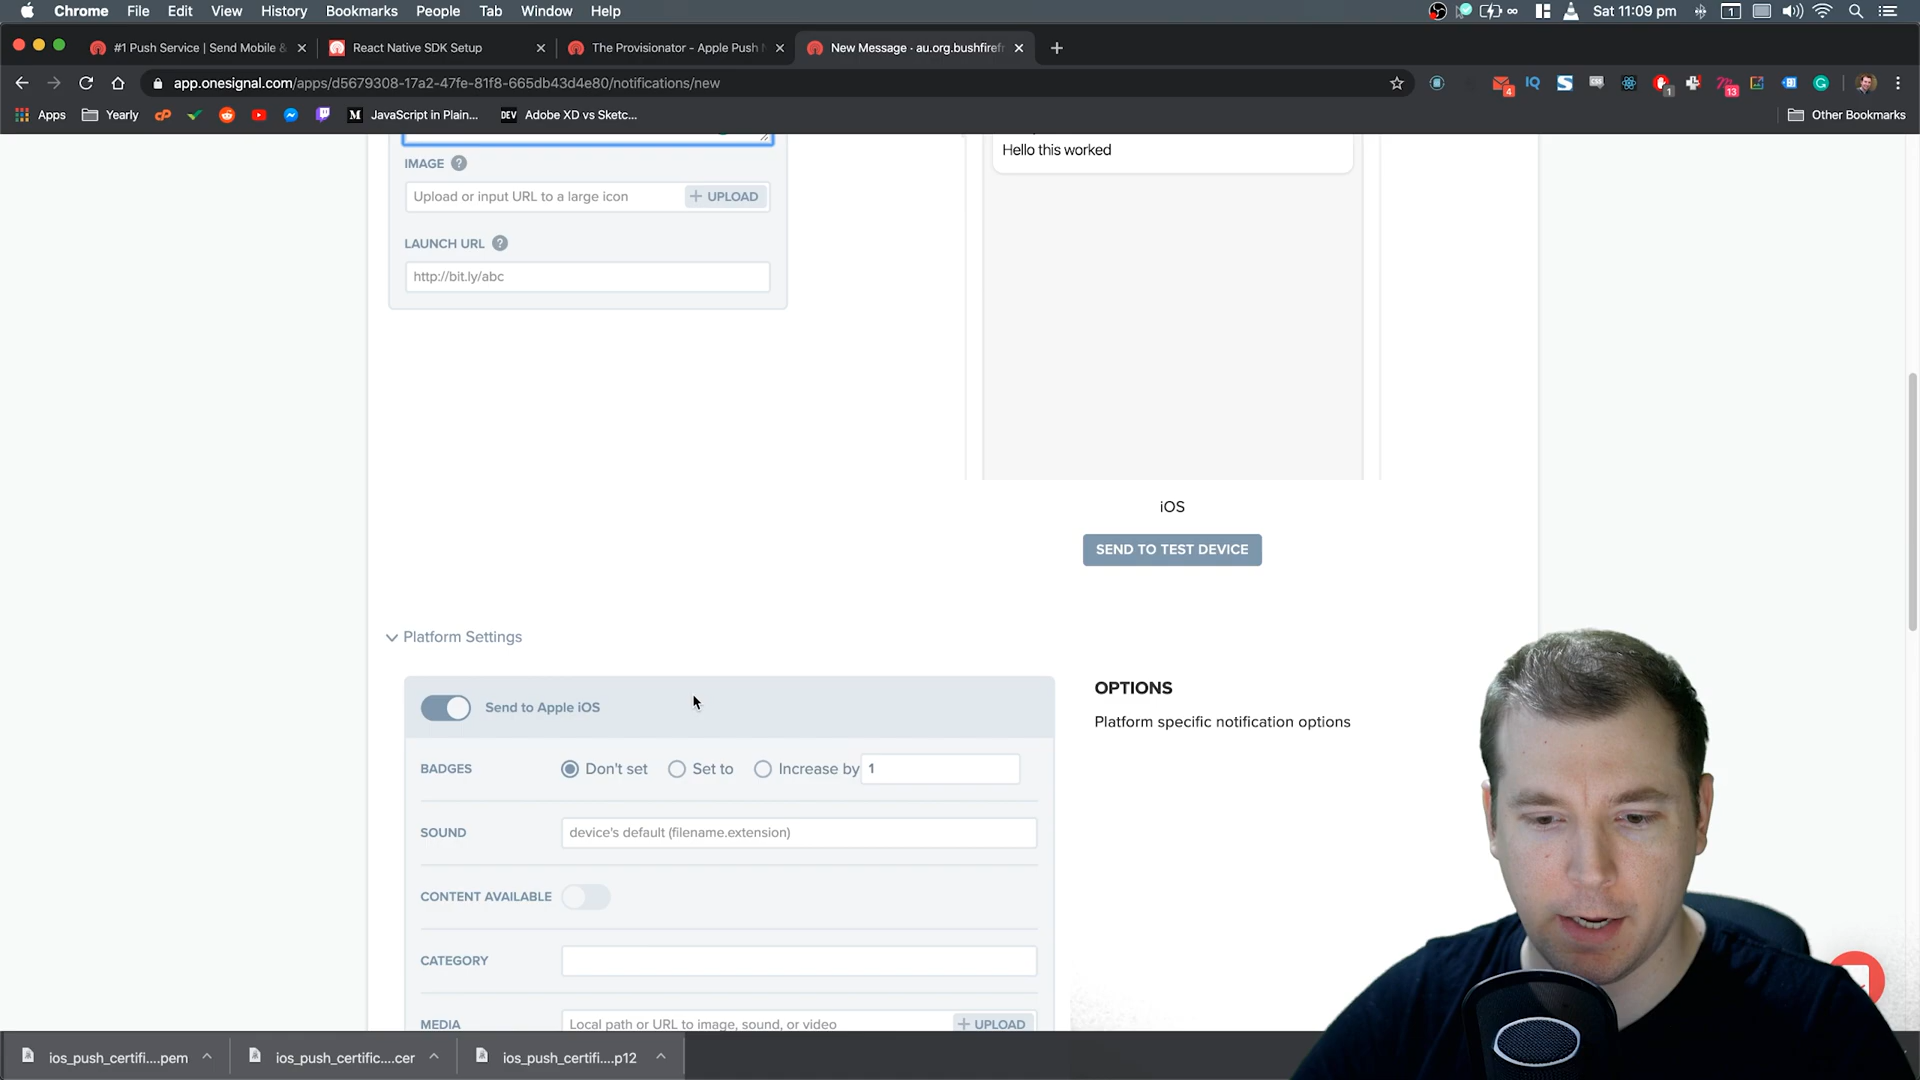 Chrome File Edit View History Bookmarks People Tab Window Help
Sat 11:09 pm
#1 Push Service | Send Mobile &
React Native SDK Setup
The Provisionator - Apple Push
New Message · au.org.bushfirefr
app.onesignal.com/apps/d5679308-17a2-47fe-81f8-665db43d4e80/notifications/new
Apps Yearly JavaScript in Plain... DEV Adobe XD vs Sketc... Other Bookmarks
Hello this worked
IMAGE ?
Upload or input URL to a large icon
+ UPLOAD
LAUNCH URL ?
http://bit.ly/abc
iOS
SEND TO TEST DEVICE
Platform Settings
Send to Apple iOS
OPTIONS
Platform specific notification options
BADGES Don't set Set to Increase by 1
SOUND device's default (filename.extension)
CONTENT AVAILABLE
CATEGORY
MEDIA Local path or URL to image, sound, or video + UPLOAD
ios_push_certifi....pem
ios_push_certific....cer
ios_push_certifi....p12